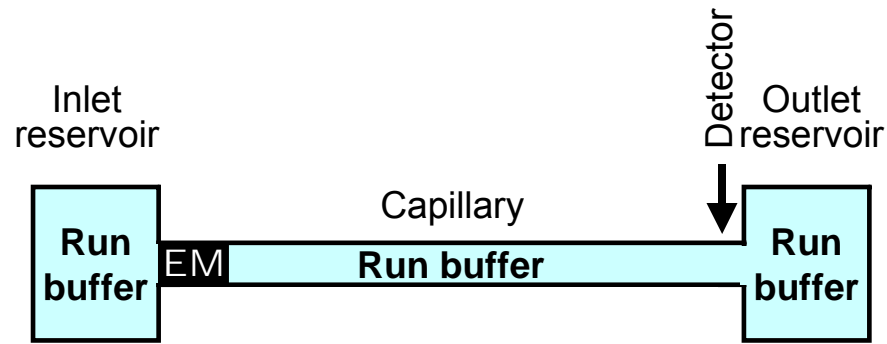 Inlet
reservoir
Detector
Outlet
reservoir
Capillary
Run
buffer
EM
Run buffer
Run
buffer